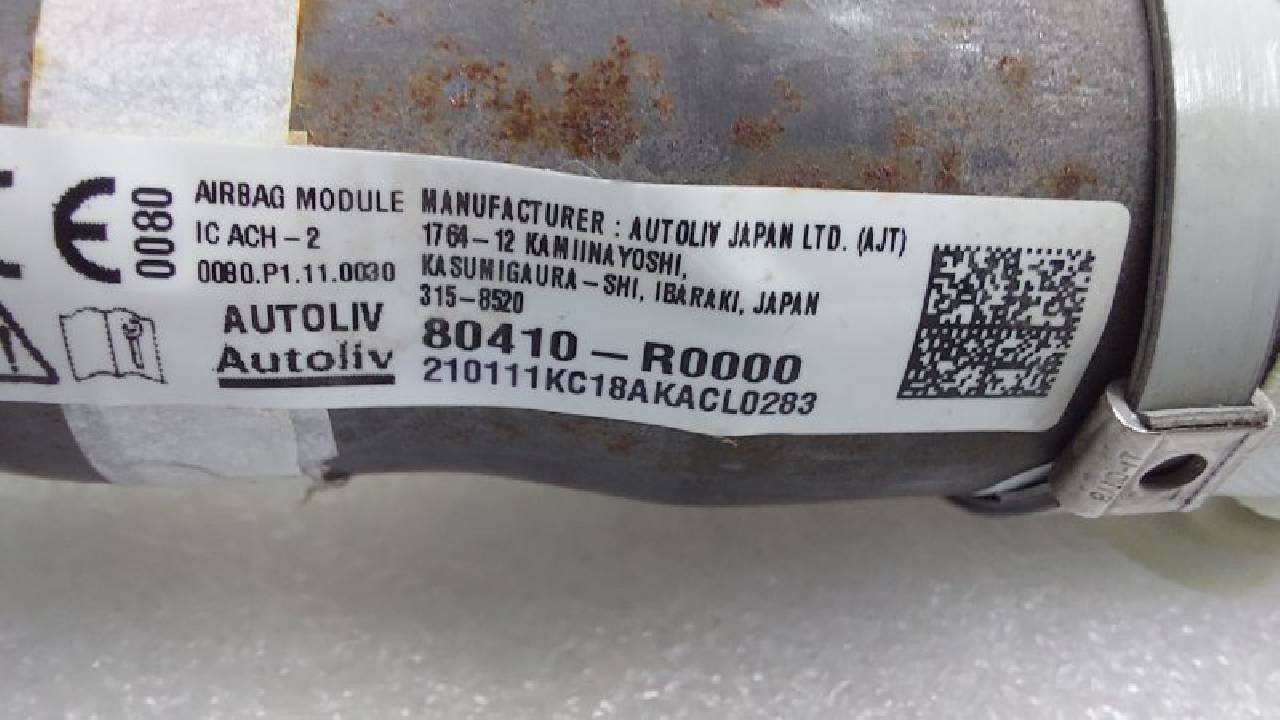 CE 0080
AIRBAG MODULE
IC ACH-2
0080.P1.11.0030
AUTOLIV
Autoliv
MANUFACTURER : AUTOLIV JAPAN LTD. (AJT)
1764-12 KAMIINAYOSHI,
KASUMIGAURA-SHI, IBARAKI, JAPAN
315-8520
80410-R0000
210111KC18AKACL0283